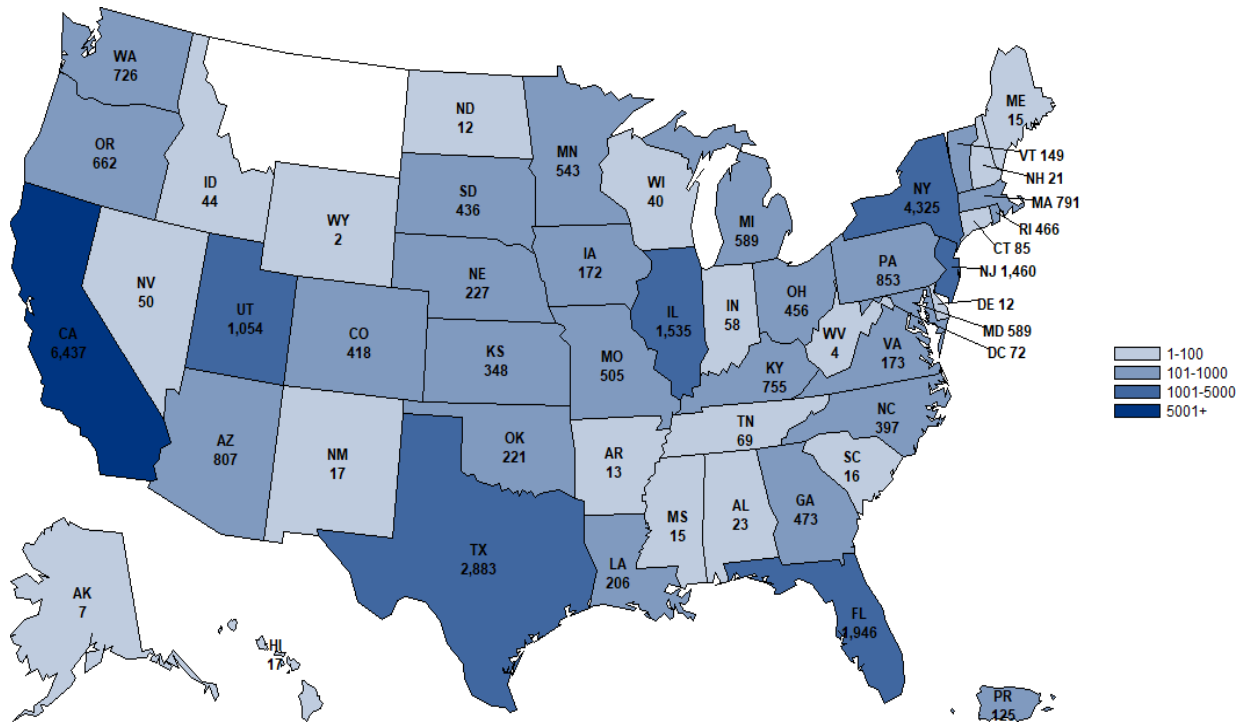 WA
726
OR
662
ID
44
ND
12
MN
543
WI
40
MI
589
NY
4,325
ME
15
VT 149
NH 21
MA 791
RI 466
CT 85
NJ 1,460
DE 12
MD 589
DC 72
SD
436
WY
2
NV
50
UT
1,054
CA
6,437
CO
418
NE
227
IA
172
IL
1,535
IN
58
OH
456
PA
853
WV
4
VA
173
KS
348
MO
505
KY
755
NC
397
TN
69
SC
16
AZ
807
NM
17
OK
221
AR
13
MS
15
AL
23
GA
473
TX
2,883
LA
206
FL
1,946
AK
7
HI
17
PR
125
1-100
101-1000
1001-5000
5001+